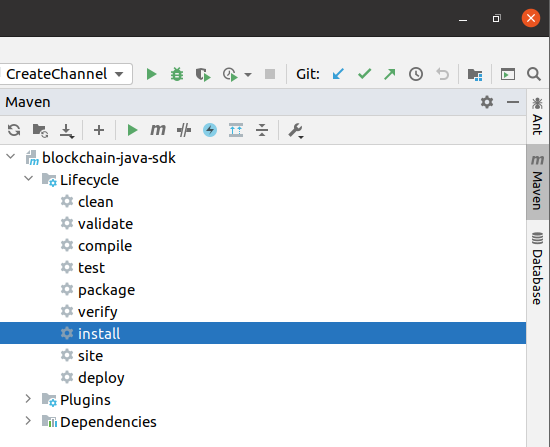 CreateChannel
Git:
Maven
blockchain-java-sdk
Lifecycle
clean
validate
compile
test
package
verify
install
site
deploy
Plugins
Dependencies
Ant
Maven
Database